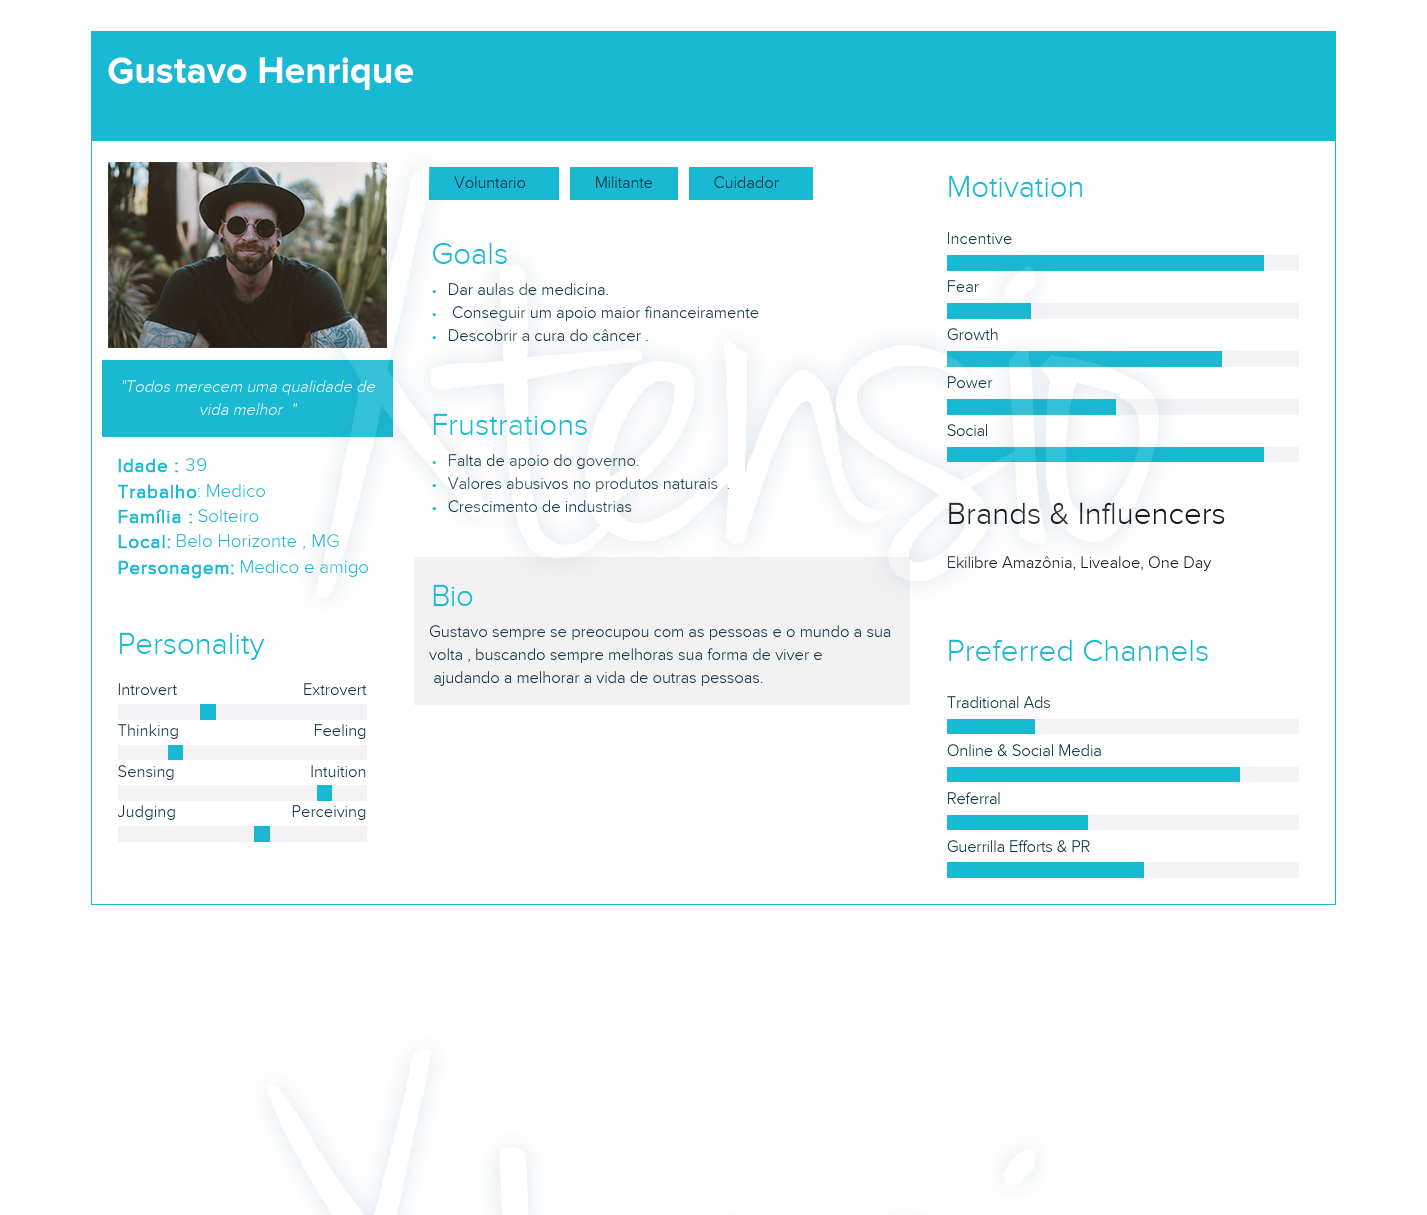 Gustavo Henrique
"Todos merecem uma qualidade de
vida melhor  "
Idade : 39
Trabalho: Medico
Família : Solteiro
Local: Belo Horizonte , MG
Personagem: Medico e amigo
Personality
Introvert Extrovert
Thinking Feeling
Sensing Intuition
Judging Perceiving
Voluntario Militante Cuidador
Goals
• Dar aulas de medicina.
• Conseguir um apoio maior financeiramente
• Descobrir a cura do câncer .
Frustrations
• Falta de apoio do governo.
• Valores abusivos no produtos naturais  .
• Crescimento de industrias
Bio
Gustavo sempre se preocupou com as pessoas e o mundo a sua
volta , buscando sempre melhoras sua forma de viver e
ajudando a melhorar a vida de outras pessoas.
Motivation
Incentive
Fear
Growth
Power
Social
Brands & Influencers
Ekilibre Amazônia, Livealoe, One Day
Preferred Channels
Traditional Ads
Online & Social Media
Referral
Guerrilla Efforts & PR
Xtensio